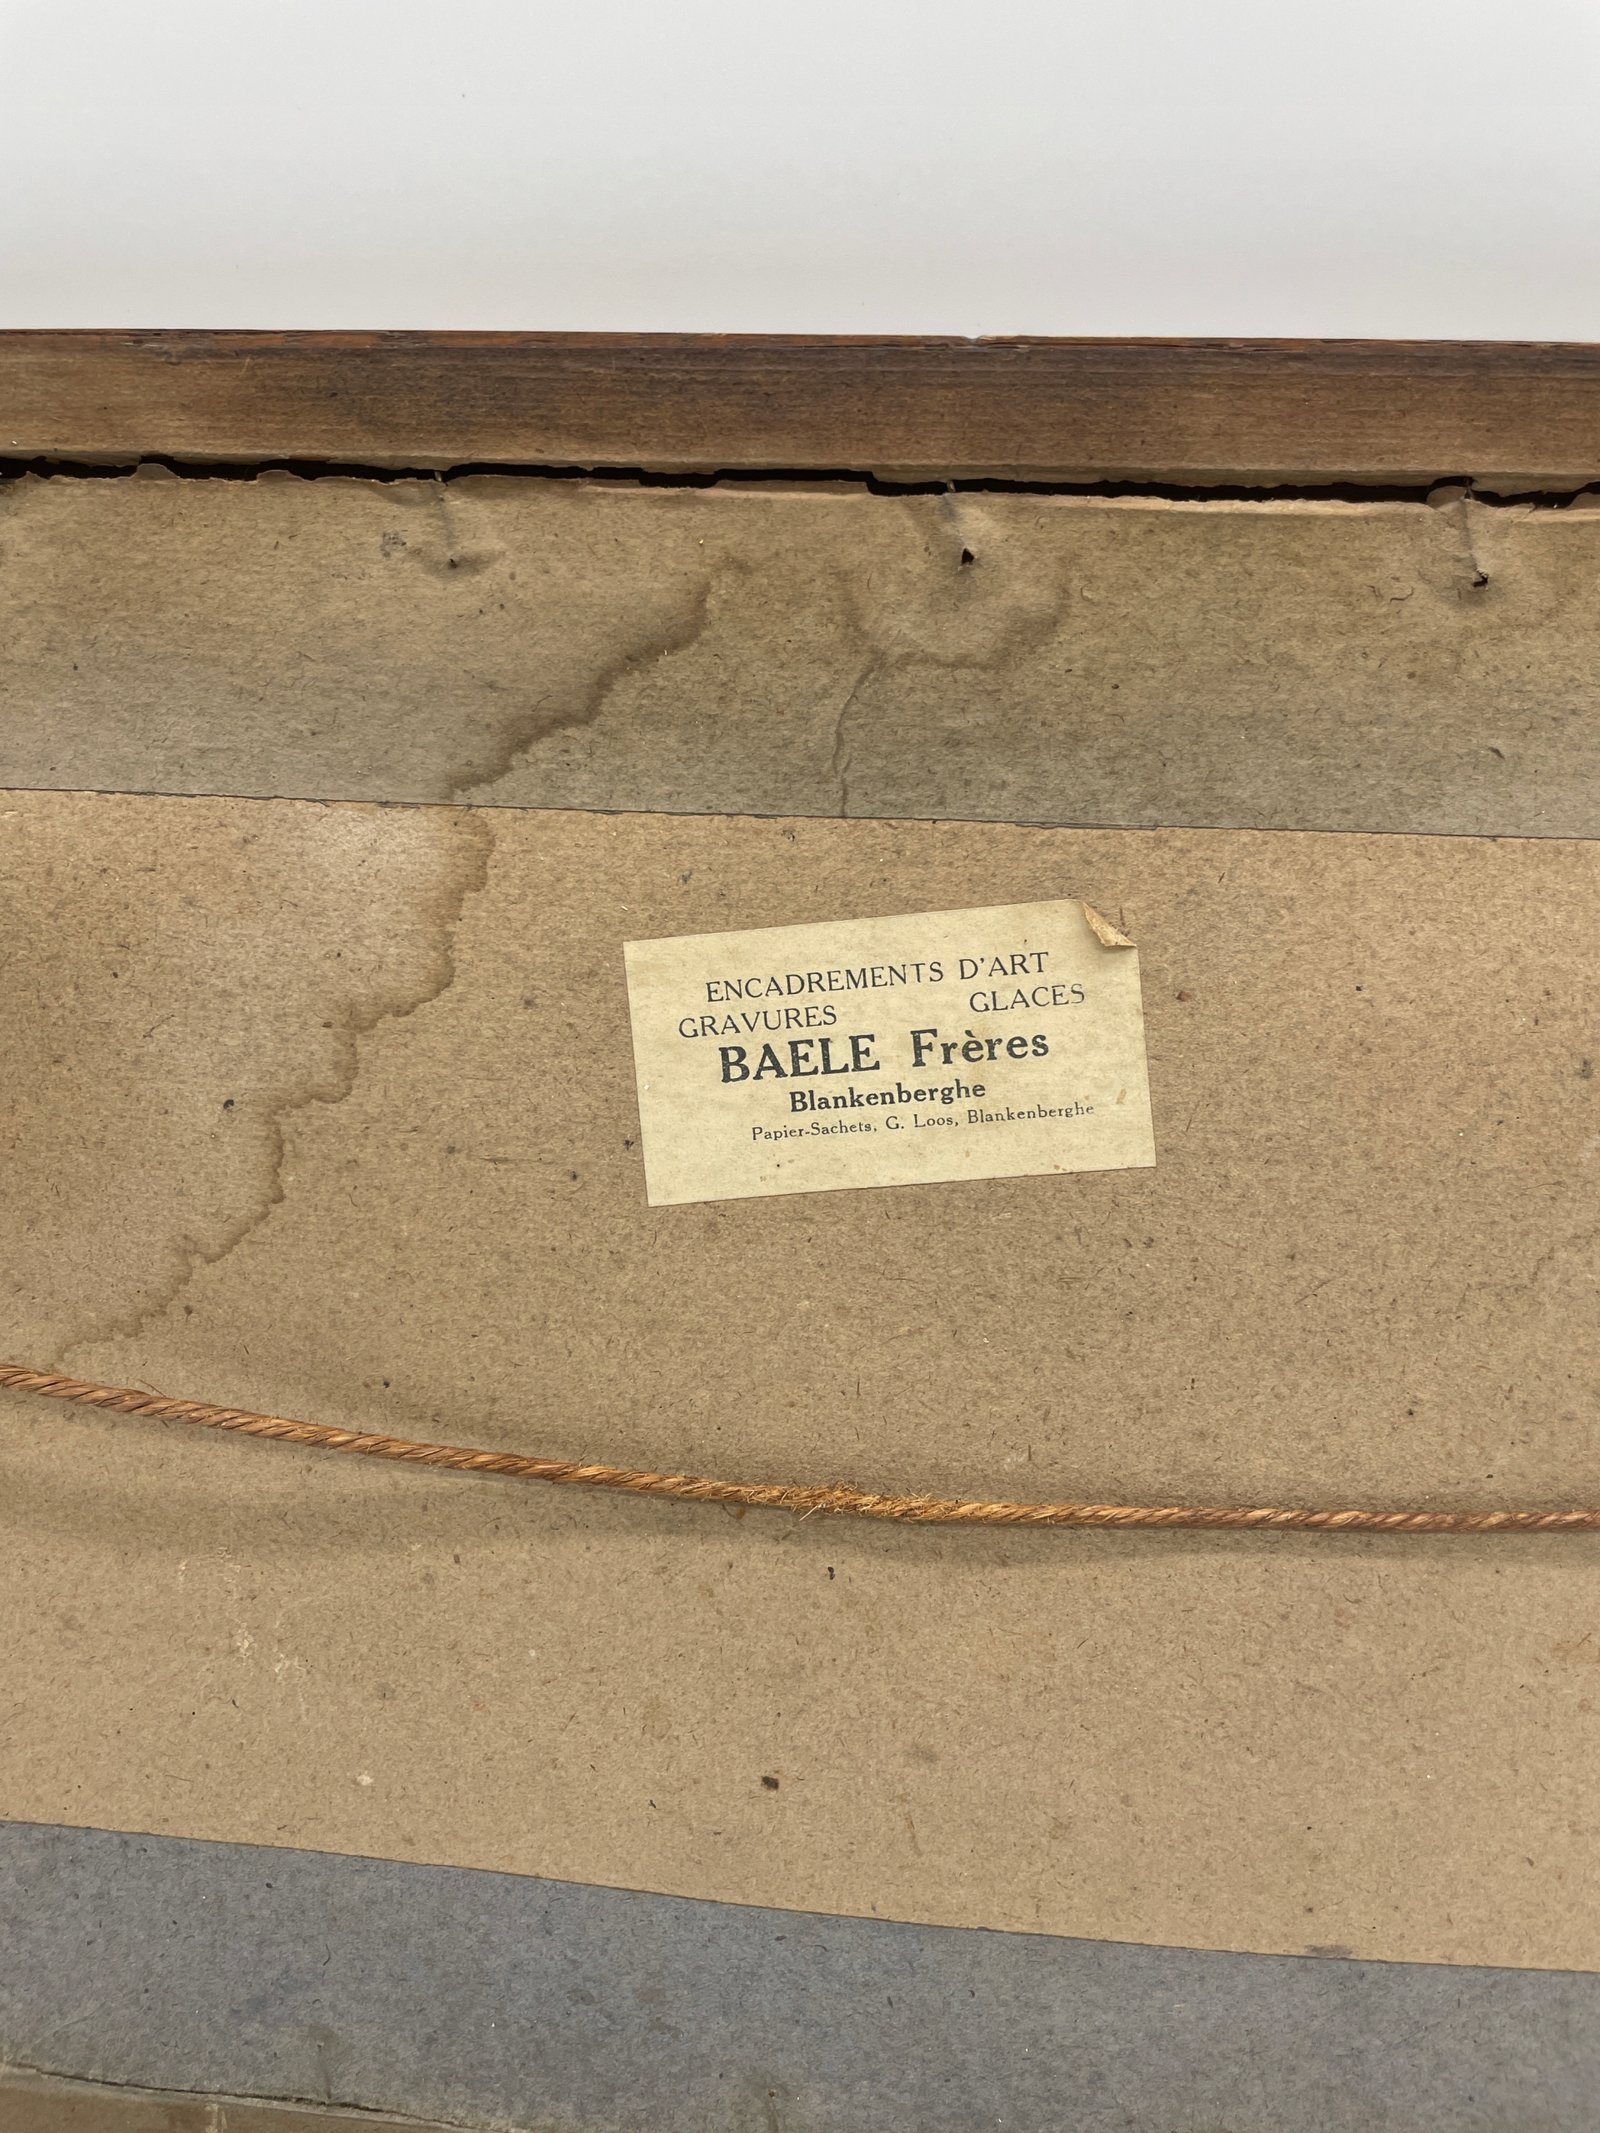 ENCADREMENTS D'ART
GRAVURES GLACES
BAELE Frères
Blankenberghe
Papier-Sachets, G. Loos, Blankenberghe